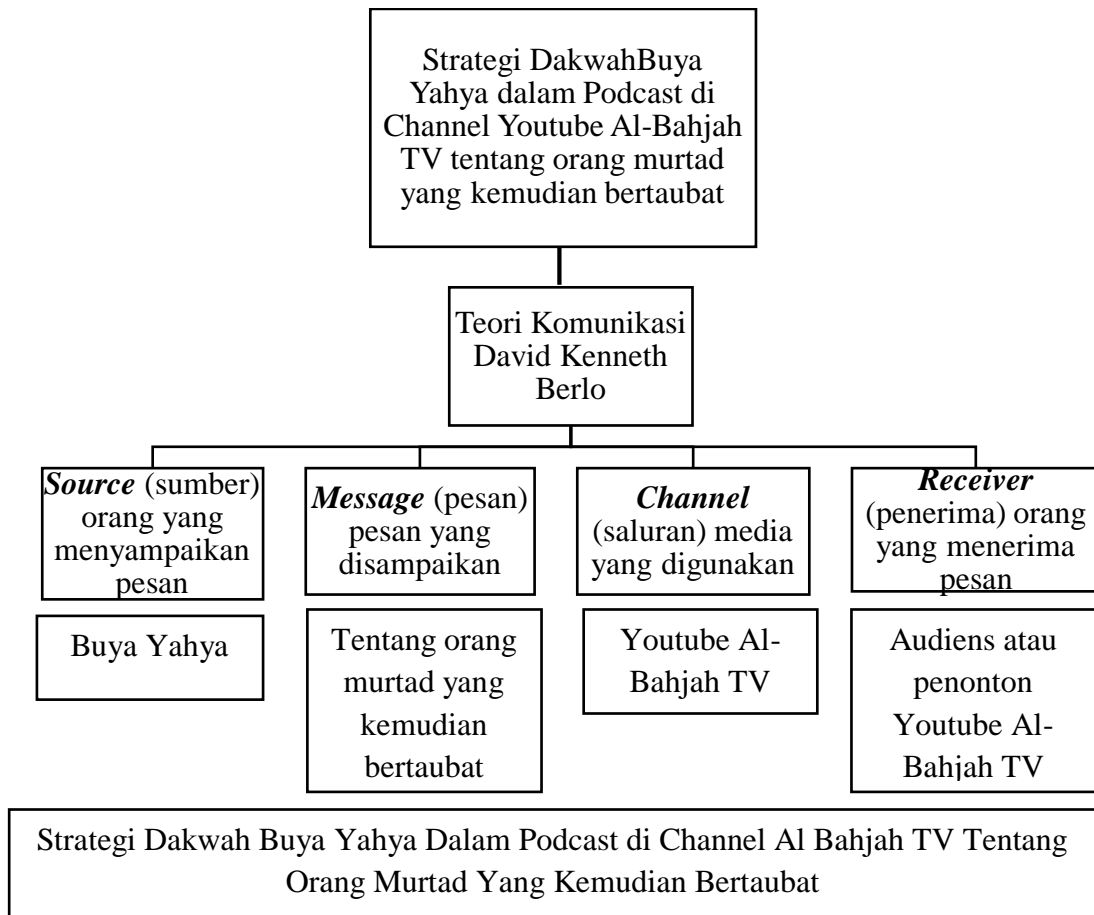 Strategi DakwahBuya
Yahya dalam Podcast di
Channel Youtube Al-Bahjah
TV tentang orang murtad
yang kemudian bertaubat
Teori Komunikasi
David Kenneth
Berlo
Source (sumber)
orang yang
menyampaikan
pesan
Message (pesan)
pesan yang
disampaikan
Channel
(saluran) media
yang digunakan
Receiver
(penerima) orang
yang menerima
pesan
Buya Yahya
Tentang orang
murtad yang
kemudian
bertaubat
Youtube Al-
Bahjah TV
Audiens atau
penonton
Youtube Al-
Bahjah TV
Strategi Dakwah Buya Yahya Dalam Podcast di Channel Al Bahjah TV Tentang
Orang Murtad Yang Kemudian Bertaubat